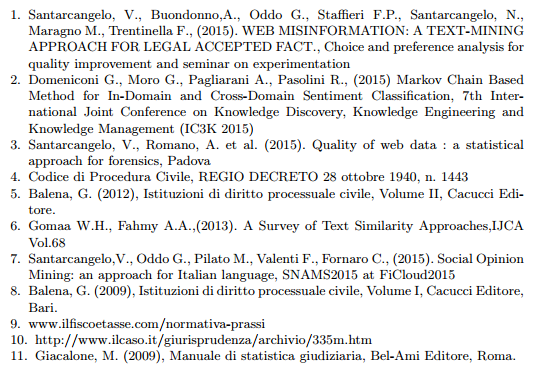 1. Santarcangelo, V., Buondonno,A., Oddo G., Staffieri F.P., Santarcangelo, N.,
Maragno M., Trentinella F., (2015). WEB MISINFORMATION: A TEXT-MINING
APPROACH FOR LEGAL ACCEPTED FACT., Choice and preference analysis for
quality improvement and seminar on experimentation
2. Domeniconi G., Moro G., Pagliarani A., Pasolini R., (2015) Markov Chain Based
Method for In-Domain and Cross-Domain Sentiment Classification, 7th Inter-
national Joint Conference on Knowledge Discovery, Knowledge Engineering and
Knowledge Management (IC3K 2015)
3. Santarcangelo, V., Romano, A. et al. (2015). Quality of web data : a statistical
approach for forensics, Padova
4. Codice di Procedura Civile, REGIO DECRETO 28 ottobre 1940, n. 1443
5. Balena, G. (2012), Istituzioni di diritto processuale civile, Volume II, Cacucci Edi-
tore.
6. Gomaa W.H., Fahmy A.A.,(2013). A Survey of Text Similarity Approaches,IJCA
Vol.68
7. Santarcangelo,V., Oddo G., Pilato M., Valenti F., Fornaro C., (2015). Social Opinion
Mining: an approach for Italian language, SNAMS2015 at FiCloud2015
8. Balena, G. (2009), Istituzioni di diritto processuale civile, Volume I, Cacucci Editore,
Bari.
9. www.ilfiscoetasse.com/normativa-prassi
10. http://www.ilcaso.it/giurisprudenza/archivio/335m.htm
11. Giacalone, M. (2009), Manuale di statistica giudiziaria, Bel-Ami Editore, Roma.